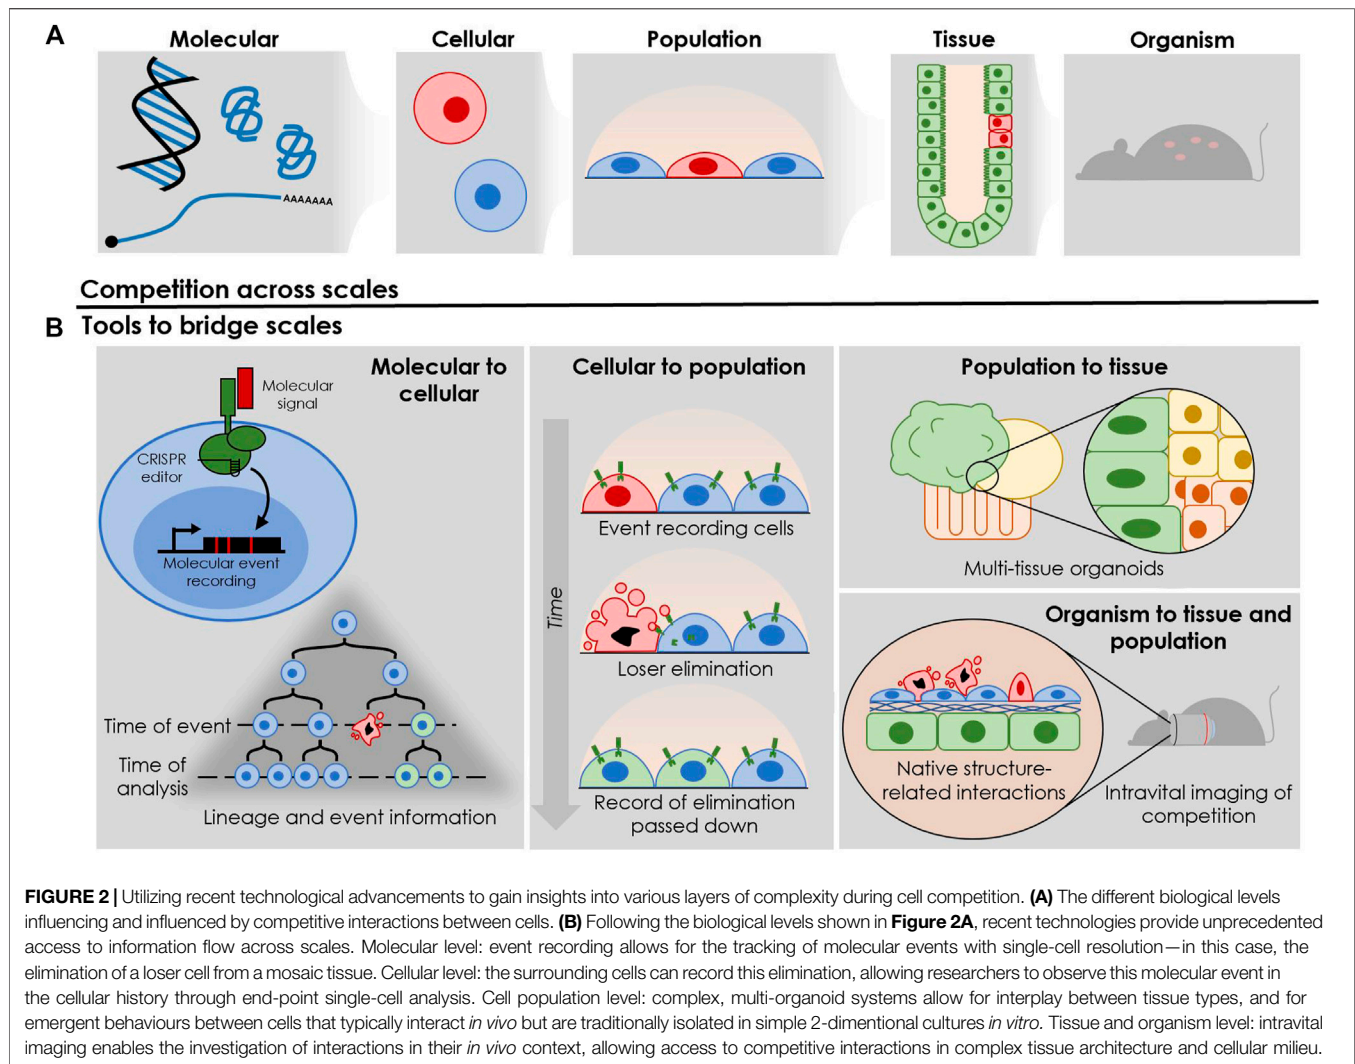 A
Molecular
Cellular
Population
Tissue
Organism
AAAAAAA
Competition across scales
B
Tools to bridge scales
Molecular to
cellular
Molecular
signal
CRISPR
editor
Molecular event
recording
Time of event
Time of
analysis
Lineage and event information
Cellular to population
Time
Event recording cells
Loser elimination
Record of elimination
passed down
Population to tissue
Multi-tissue organoids
Organism to tissue and
population
Native structure-
related interactions
Intravital imaging of
competition
FIGURE 2 | Utilizing recent technological advancements to gain insights into various layers of complexity during cell competition. (A) The different biological levels
influencing and influenced by competitive interactions between cells. (B) Following the biological levels shown in Figure 2A, recent technologies provide unprecedented
access to information flow across scales. Molecular level: event recording allows for the tracking of molecular events with single-cell resolution—in this case, the
elimination of a loser cell from a mosaic tissue. Cellular level: the surrounding cells can record this elimination, allowing researchers to observe this molecular event in
the cellular history through end-point single-cell analysis. Cell population level: complex, multi-organoid systems allow for interplay between tissue types, and for
emergent behaviours between cells that typically interact in vivo but are traditionally isolated in simple 2-dimentional cultures in vitro. Tissue and organism level: intravital
imaging enables the investigation of interactions in their in vivo context, allowing access to competitive interactions in complex tissue architecture and cellular milieu.